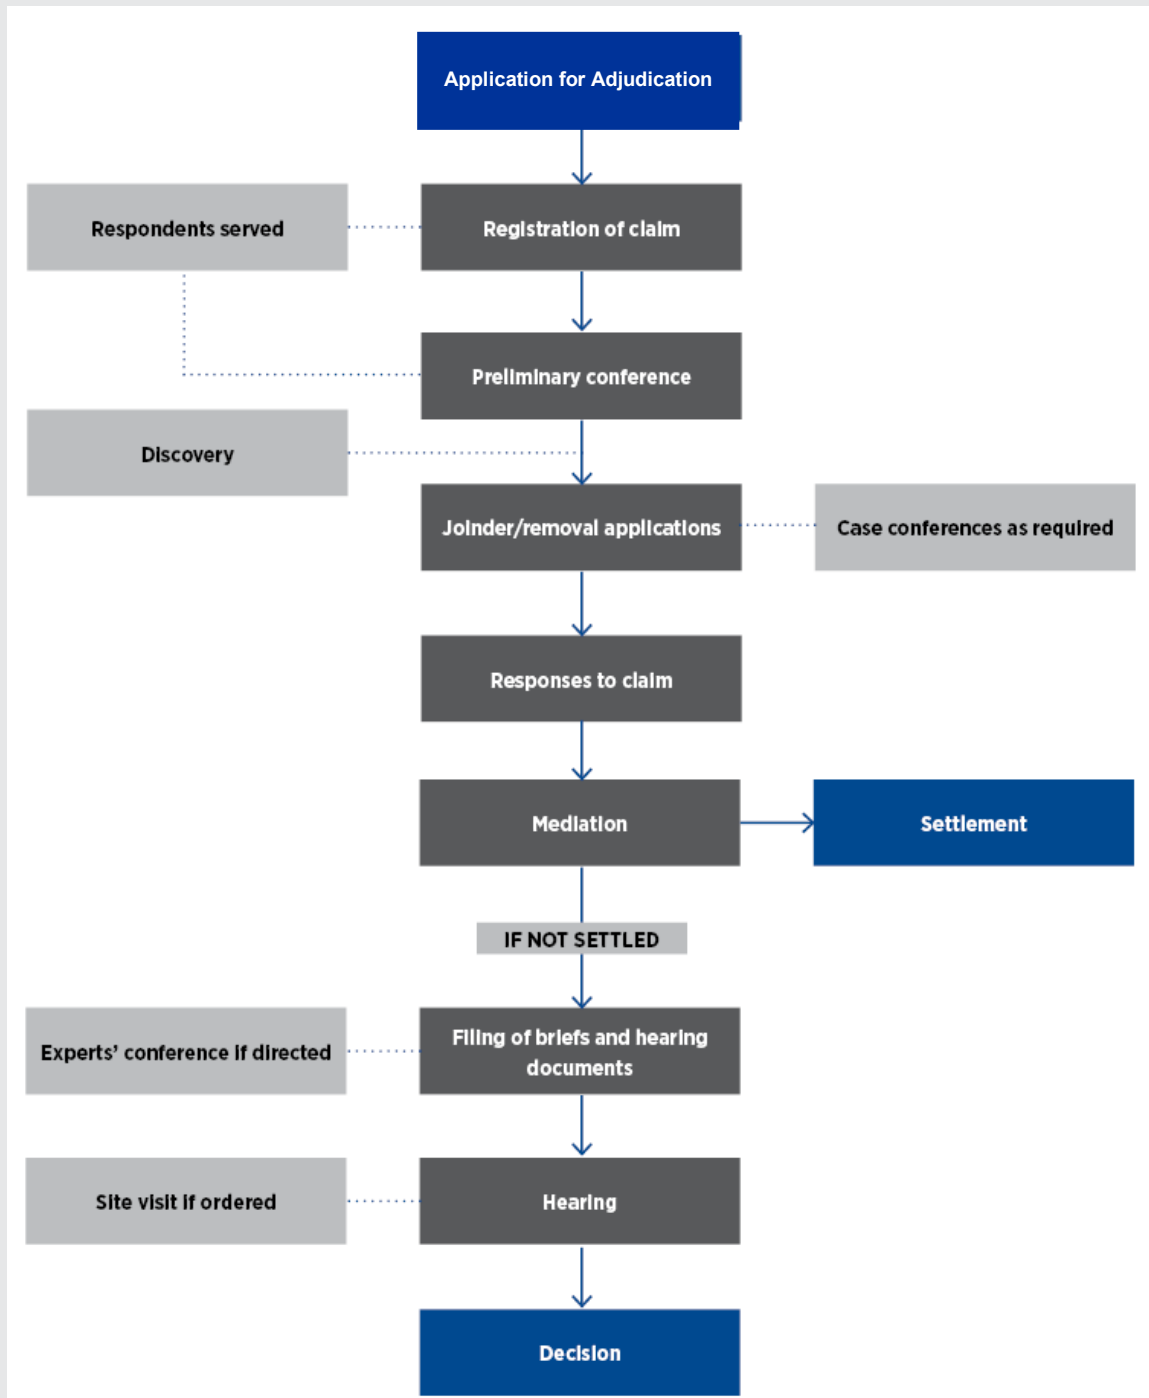 Application for Adjudication
Respondents served
Registration of claim
Preliminary conference
Discovery
Joinder/removal applications
Case conferences as required
Responses to claim
Mediation
Settlement
IF NOT SETTLED
Experts’ conference if directed
Filing of briefs and hearing
documents
Site visit if ordered
Hearing
Decision